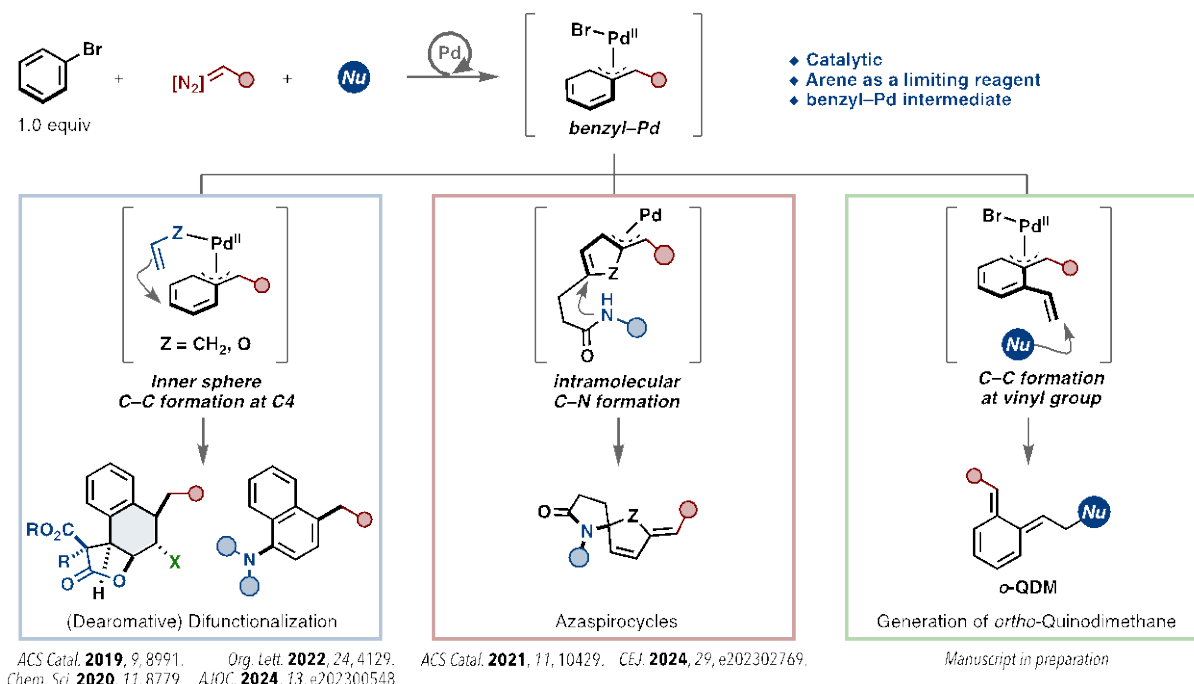 Br
[N₂]
+
+
Nu
Pd
1.0 equiv
Br
Pdᴵᴵ
benzyl–Pd
◆ Catalytic
◆ Arene as a limiting reagent
◆ benzyl–Pd intermediate
Z
Pdᴵᴵ
Z = CH₂, O
Inner sphere
C–C formation at C4
RO₂C
R
O
H
O
X
N
(Dearomative) Difunctionalization
Pd
Z
H
N
O
intramolecular
C–N formation
O
N
Z
Azaspirocycles
Br
Pdᴵᴵ
Nu
C–C formation
at vinyl group
Nu
o-QDM
Generation of ortho-Quinodimethane
ACS Catal. 2019, 9, 8991. Org. Lett. 2022, 24, 4129.
Chem. Sci. 2020, 11, 8779. AJOC. 2024, 13, e202300548
ACS Catal. 2021, 11, 10429. CEJ. 2024, 29, e202302769.
Manuscript in preparation